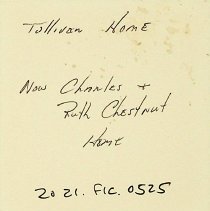 Tullivan Home
Now Charles +
Ruth Chestnut
Home
2021.FIC.0525